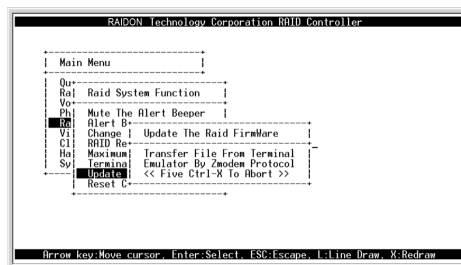 RAIDON Technology Corporation RAID Controller
Main Menu
Qu
Ra Raid System Function
Vo
Ph Mute The Alert Beeper
Ra Alert B
Vi Change Update The Raid FirmWare
Cl RAID Re
Ha Maximum Transfer File From Terminal
Sy Termina Emulator By Zmodem Protocol
Update << Five Ctrl-X To Abort >>
Reset C
Arrow key:Move cursor, Enter:Select, ESC:Escape, L:Line Draw, X:Redraw